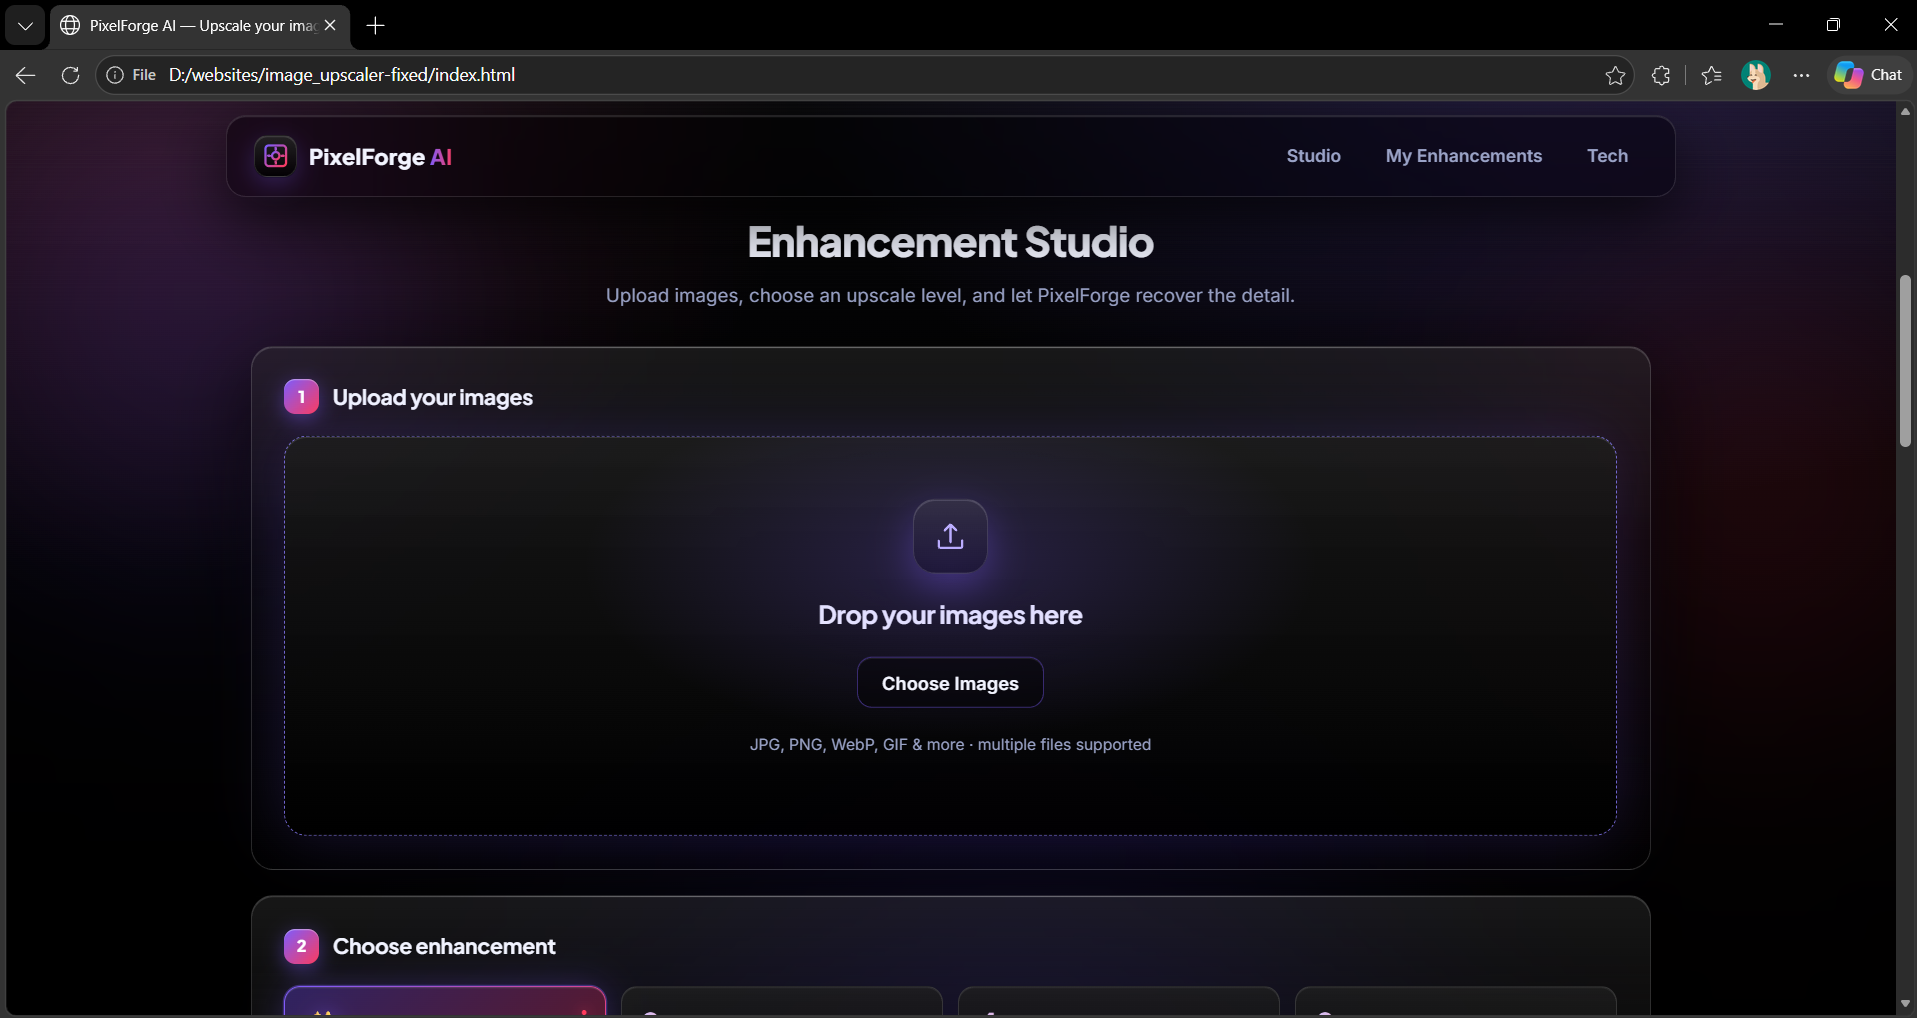 PixelForge AI — Upscale your ima
File D:/websites/image_upscaler-fixed/index.html
Chat
PixelForge AI
Studio
My Enhancements
Tech
Enhancement Studio
Upload images, choose an upscale level, and let PixelForge recover the detail.
1
Upload your images
Drop your images here
Choose Images
JPG, PNG, WebP, GIF & more · multiple files supported
2
Choose enhancement